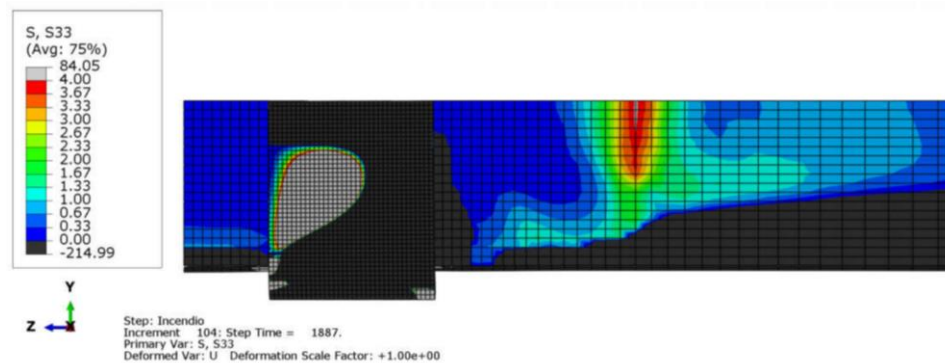 S, S33
(Avg: 75%)
84.05
4.00
3.67
3.33
3.00
2.67
2.33
2.00
1.67
1.33
1.00
0.67
0.33
0.00
-214.99
Y
Z X
Step: Incendio
Increment 104: Step Time = 1887.
Primary Var: S, S33
Deformed Var: U Deformation Scale Factor: +1.00e+00